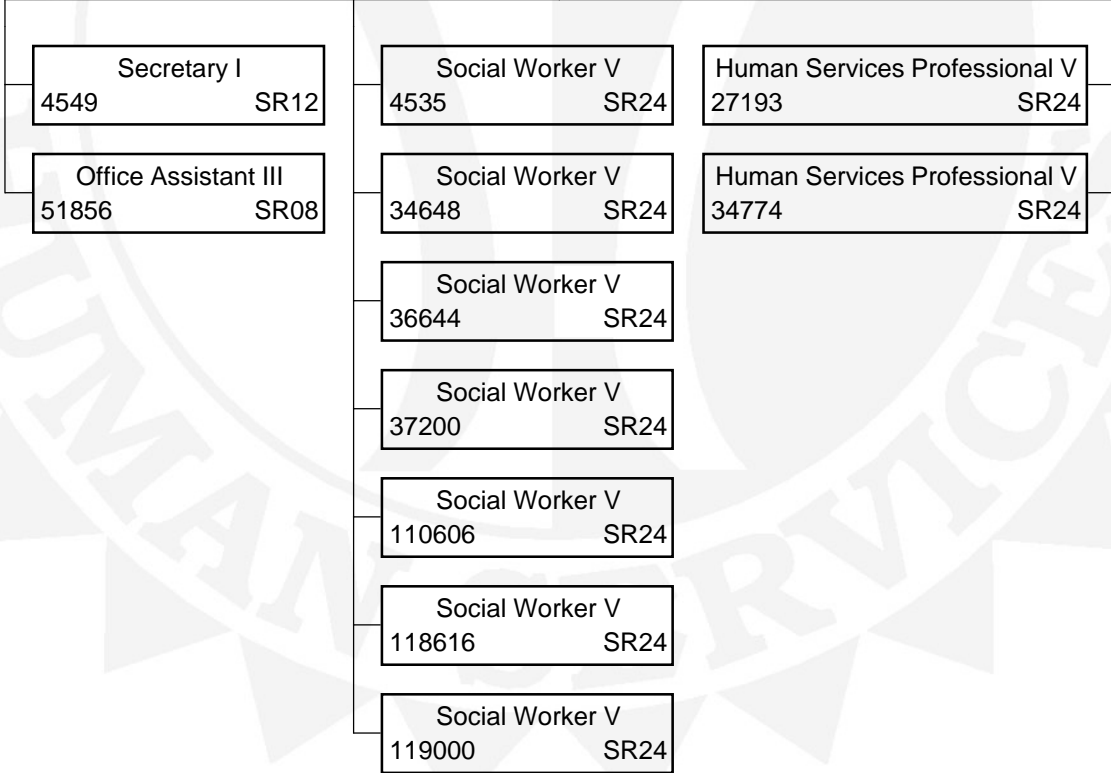 Secretary I
4549 SR12
Office Assistant III
51856 SR08
Social Worker V
4535 SR24
Social Worker V
34648 SR24
Social Worker V
36644 SR24
Social Worker V
37200 SR24
Social Worker V
110606 SR24
Social Worker V
118616 SR24
Social Worker V
119000 SR24
Human Services Professional V
27193 SR24
Human Services Professional V
34774 SR24
HUMAN SERVICES